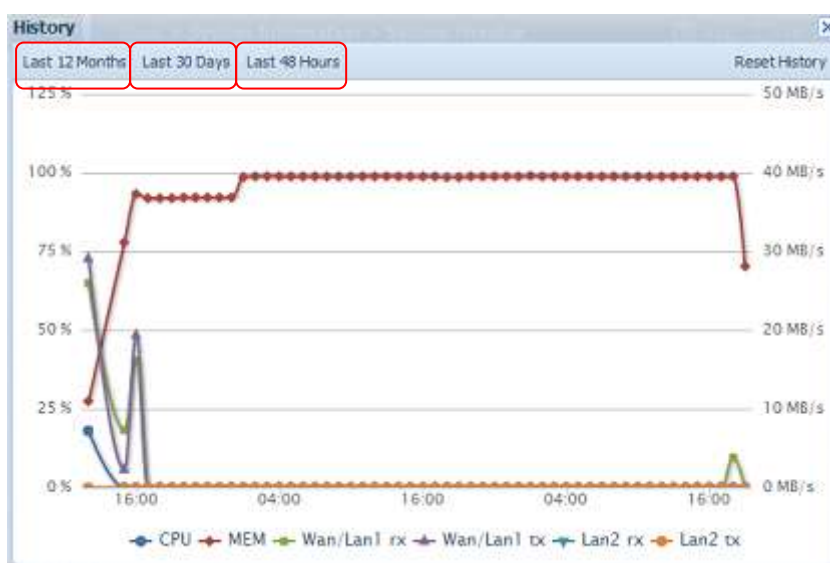 History
Last 12 Months Last 30 Days Last 48 Hours Reset History
125 % 50 MB/s
100 % 40 MB/s
75 % 30 MB/s
50 % 20 MB/s
25 % 10 MB/s
0 % 0 MB/s
16:00 04:00 16:00 04:00 16:00
CPU MEM Wan/Lan1 rx Wan/Lan1 tx Lan2 rx Lan2 tx